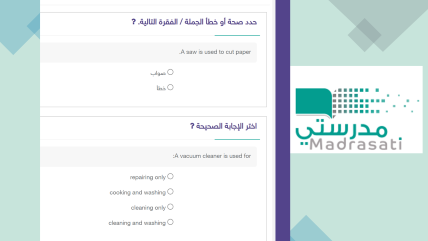 حدد صحة أو خطأ الجملة / الفقرة التالية. ?
.A saw is used to cut paper
صواب
خطأ
اختر الإجابة الصحيحة ?
:A vacuum cleaner is used for
repairing only
cooking and washing
cleaning only
cleaning and washing
مدرستي
Madrasati